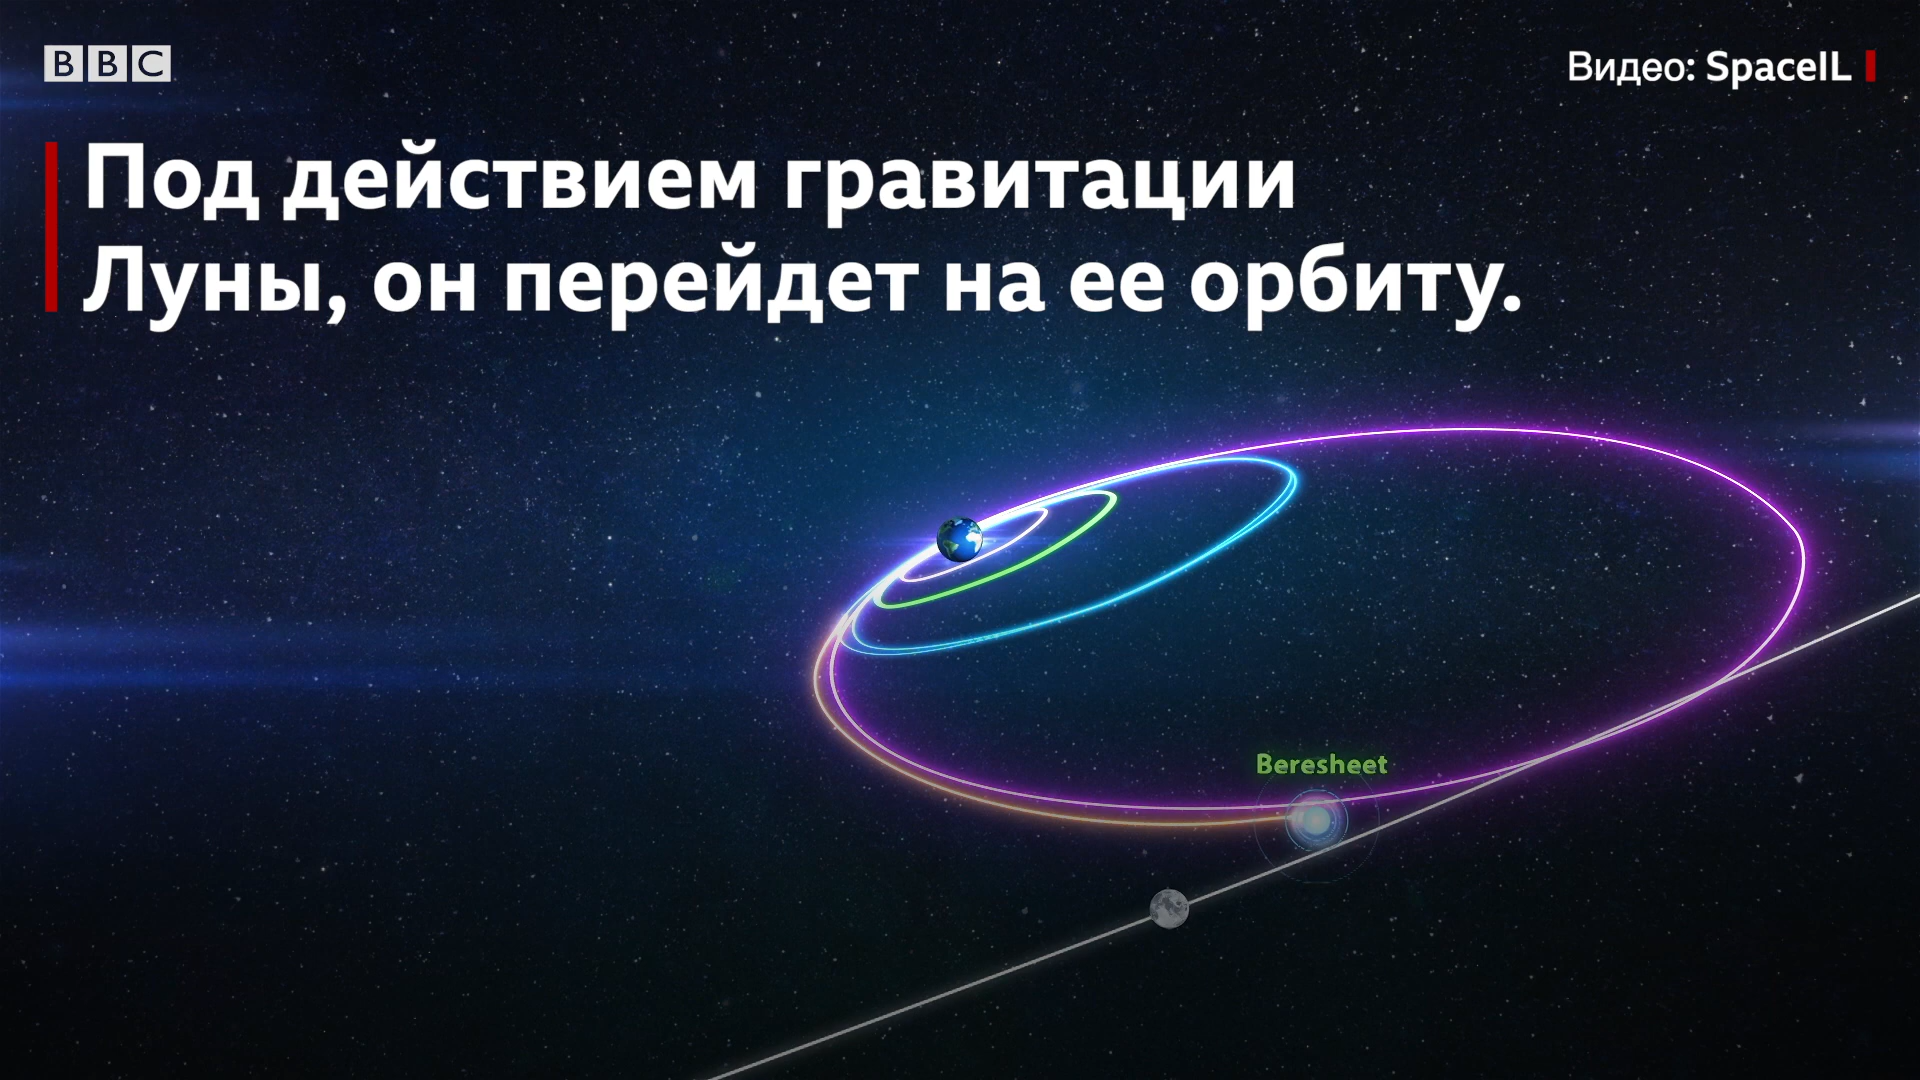 BBC
Видео: SpaceIL
Под действием гравитации
Луны, он перейдет на ее орбиту.
Beresheet